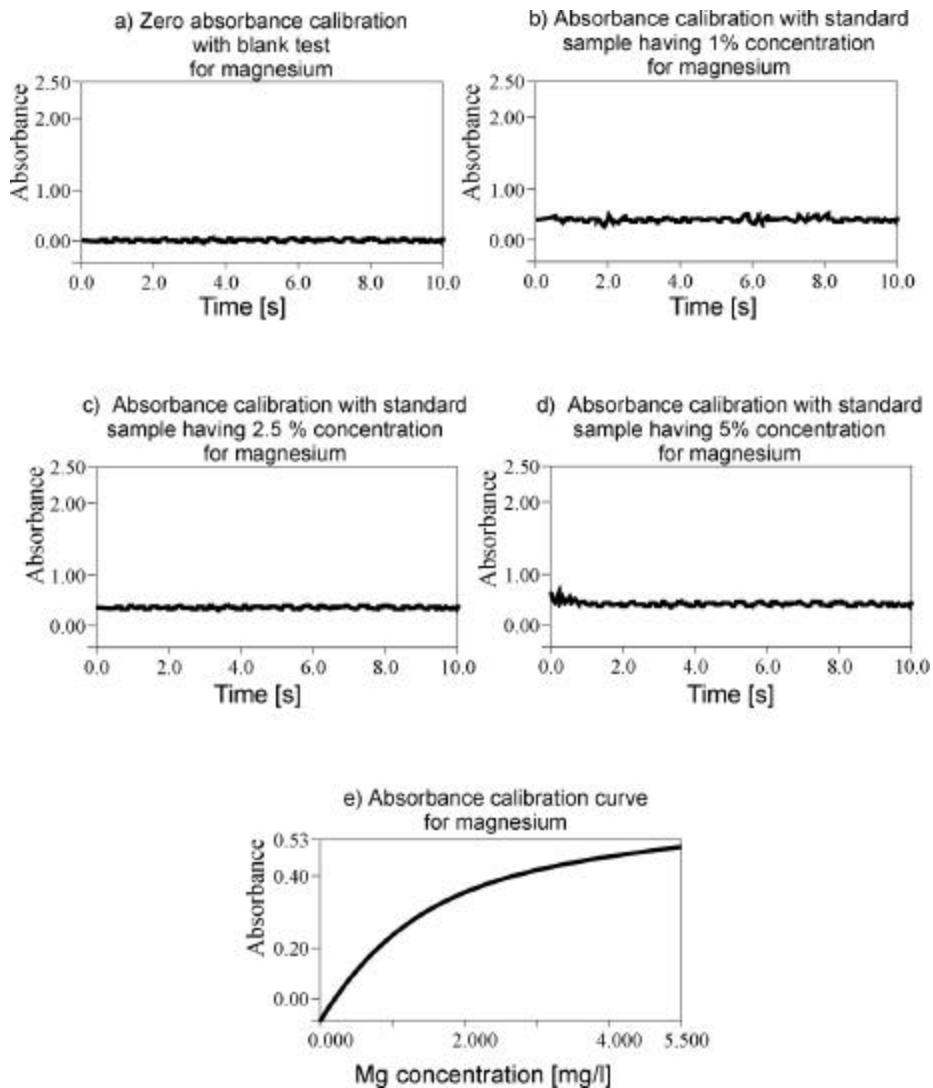 a) Zero absorbance calibration
with blank test
for magnesium
2.50
2.00
1.00
0.00
Absorbance
0.0 2.0 4.0 6.0 8.0 10.0
Time [s]
b) Absorbance calibration with standard
sample having 1% concentration
for magnesium
2.50
2.00
1.00
0.00
Absorbance
0.0 2.0 4.0 6.0 8.0 10.0
Time [s]
c) Absorbance calibration with standard
sample having 2.5 % concentration
for magnesium
2.50
2.00
1.00
0.00
Absorbance
0.0 2.0 4.0 6.0 8.0 10.0
Time [s]
d) Absorbance calibration with standard
sample having 5% concentration
for magnesium
2.50
2.00
1.00
0.00
Absorbance
0.0 2.0 4.0 6.0 8.0 10.0
Time [s]
e) Absorbance calibration curve
for magnesium
0.53
0.40
0.20
0.00
Absorbance
0.000 2.000 4.000 5.500
Mg concentration [mg/l]